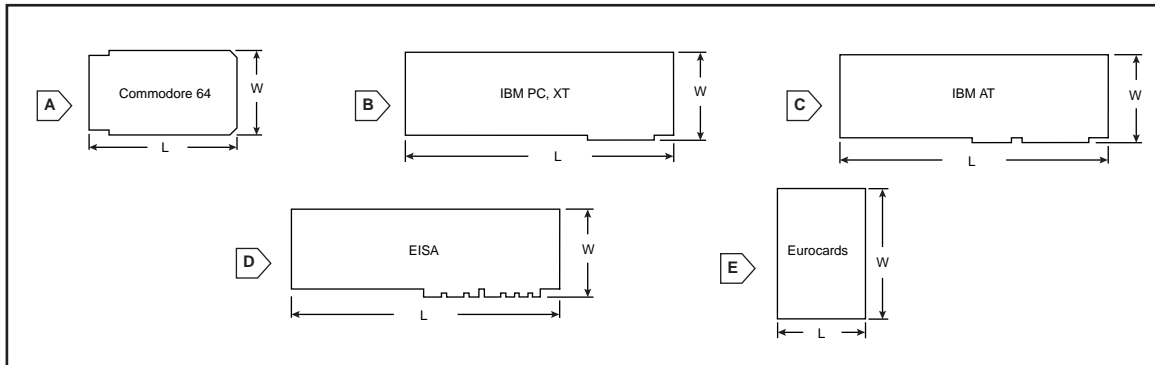 A
Commodore 64
W
L
B
IBM PC, XT
W
L
C
IBM AT
W
L
D
EISA
W
L
E
Eurocards
W
L